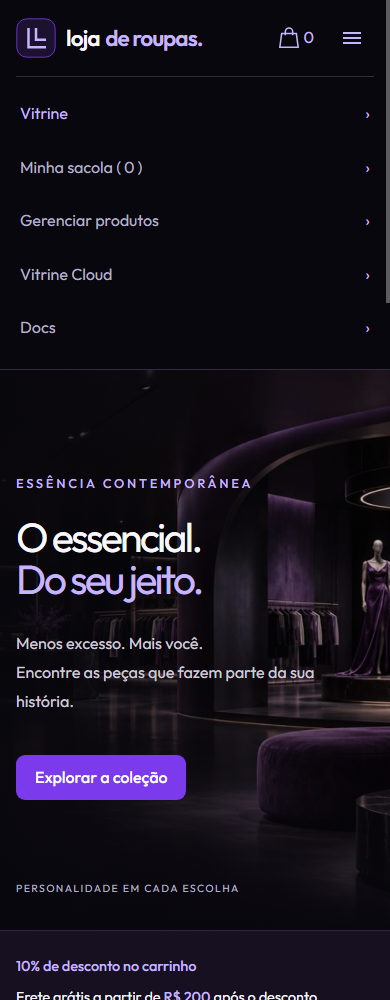 loja de roupas.
0
Vitrine ›
Minha sacola ( 0 ) ›
Gerenciar produtos ›
Vitrine Cloud ›
Docs ›
ESSÊNCIA CONTEMPORÂNEA
O essencial.
Do seu jeito.
Menos excesso. Mais você.
Encontre as peças que fazem parte da sua
história.
Explorar a coleção
PERSONALIDADE EM CADA ESCOLHA
10% de desconto no carrinho
Frete grátis a partir de R$ 200 após o desconto